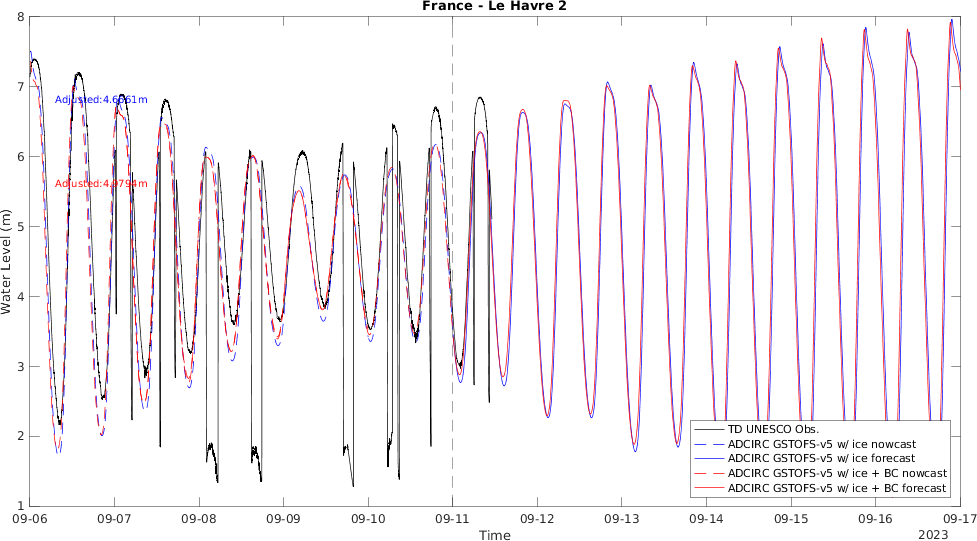 France - Le Havre 2
Water Level (m)
8
7
6
5
4
3
2
1
Adjusted:4.6661m
Adjusted:4.9794m
TD UNESCO Obs.
ADCIRC GSTOFS-v5 w/ ice nowcast
ADCIRC GSTOFS-v5 w/ ice forecast
ADCIRC GSTOFS-v5 w/ ice + BC nowcast
ADCIRC GSTOFS-v5 w/ ice + BC forecast
09-06 09-07 09-08 09-09 09-10 09-11 09-12 09-13 09-14 09-15 09-16 09-17
Time
2023